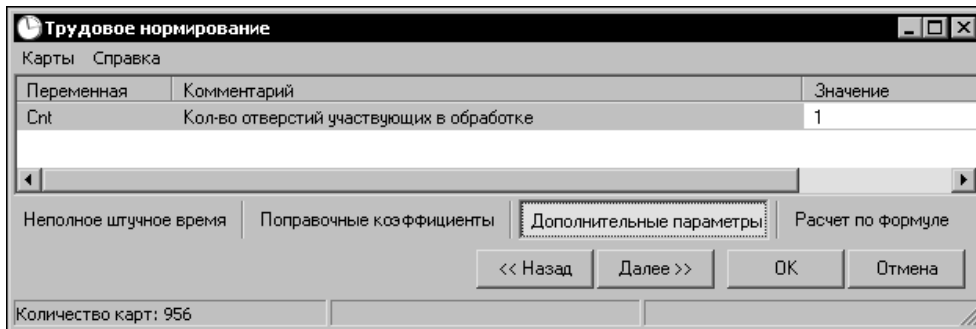 Трудовое нормирование
Карты Справка
Переменная Комментарий Значение
Cnt Кол-во отверстий участвующих в обработке 1
Неполное штучное время Поправочные коэффициенты Дополнительные параметры Расчет по формуле
<< Назад Далее >> OK Отмена
Количество карт: 956